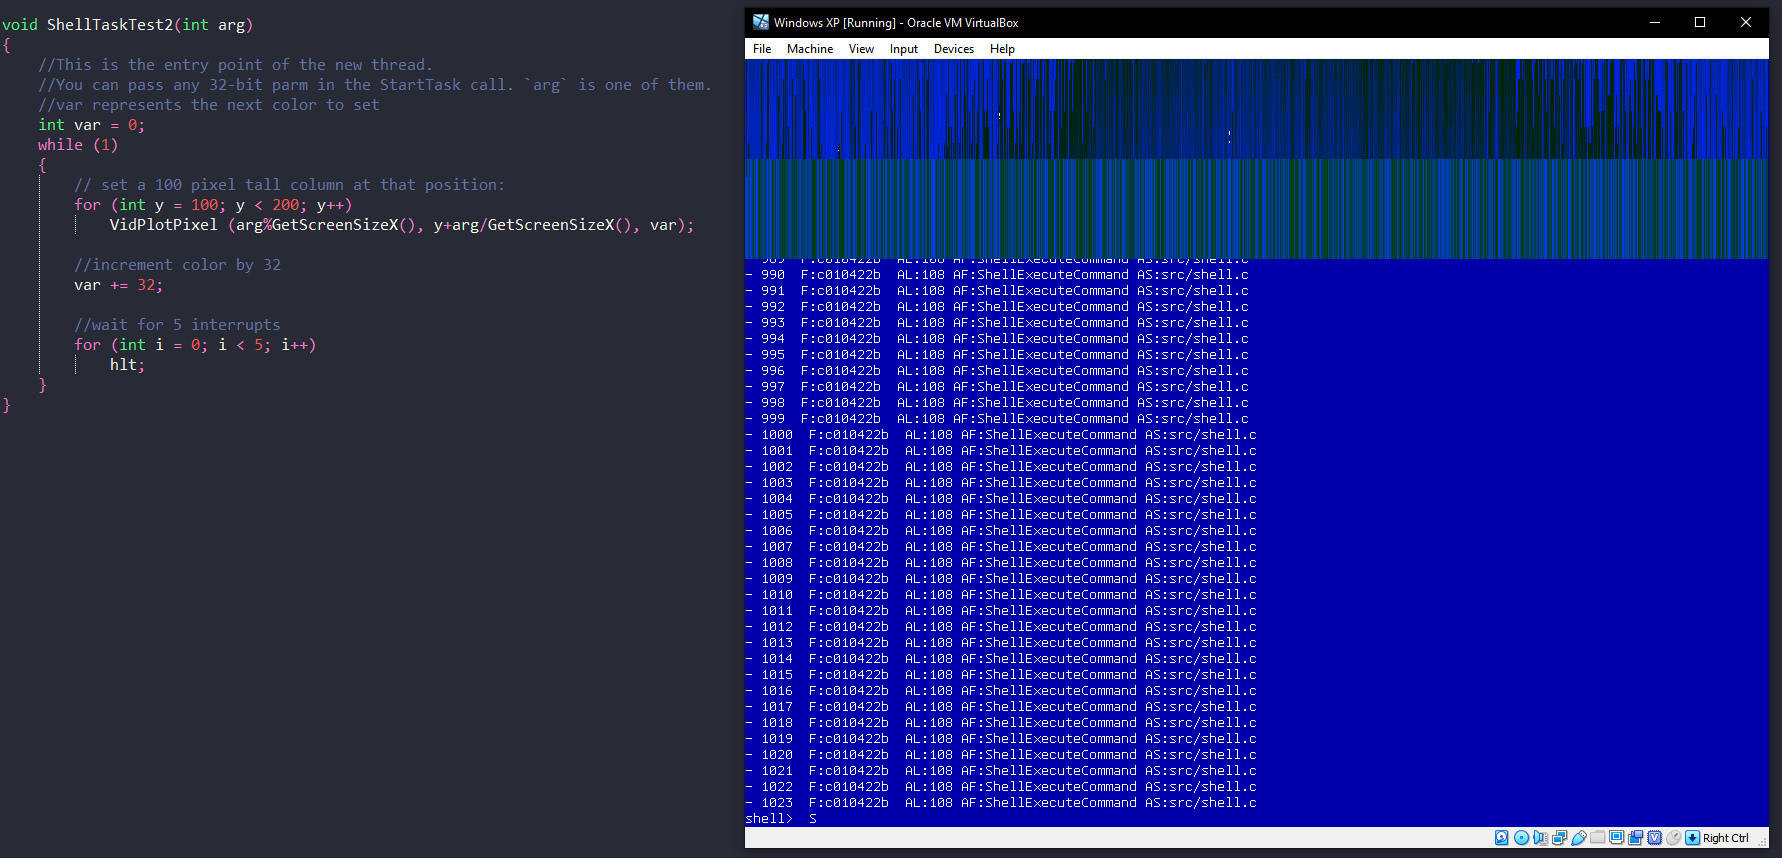 void ShellTaskTest2(int arg)
{
//This is the entry point of the new thread.
//You can pass any 32-bit parm in the StartTask call. `arg` is one of them.
//var represents the next color to set
int var = 0;
while (1)
{
// set a 100 pixel tall column at that position:
for (int y = 100; y < 200; y++)
VidPlotPixel (arg%GetScreenSizeX(), y+arg/GetScreenSizeX(), var);
//increment color by 32
var += 32;
//wait for 5 interrupts
for (int i = 0; i < 5; i++)
hlt;
}
}
Windows XP [Running] - Oracle VM VirtualBox
File Machine View Input Devices Help
- 989 F:c010422b AL:108 AF:ShellExecuteCommand AS:src/shell.c
- 990 F:c010422b AL:108 AF:ShellExecuteCommand AS:src/shell.c
- 991 F:c010422b AL:108 AF:ShellExecuteCommand AS:src/shell.c
- 992 F:c010422b AL:108 AF:ShellExecuteCommand AS:src/shell.c
- 993 F:c010422b AL:108 AF:ShellExecuteCommand AS:src/shell.c
- 994 F:c010422b AL:108 AF:ShellExecuteCommand AS:src/shell.c
- 995 F:c010422b AL:108 AF:ShellExecuteCommand AS:src/shell.c
- 996 F:c010422b AL:108 AF:ShellExecuteCommand AS:src/shell.c
- 997 F:c010422b AL:108 AF:ShellExecuteCommand AS:src/shell.c
- 998 F:c010422b AL:108 AF:ShellExecuteCommand AS:src/shell.c
- 999 F:c010422b AL:108 AF:ShellExecuteCommand AS:src/shell.c
- 1000 F:c010422b AL:108 AF:ShellExecuteCommand AS:src/shell.c
- 1001 F:c010422b AL:108 AF:ShellExecuteCommand AS:src/shell.c
- 1002 F:c010422b AL:108 AF:ShellExecuteCommand AS:src/shell.c
- 1003 F:c010422b AL:108 AF:ShellExecuteCommand AS:src/shell.c
- 1004 F:c010422b AL:108 AF:ShellExecuteCommand AS:src/shell.c
- 1005 F:c010422b AL:108 AF:ShellExecuteCommand AS:src/shell.c
- 1006 F:c010422b AL:108 AF:ShellExecuteCommand AS:src/shell.c
- 1007 F:c010422b AL:108 AF:ShellExecuteCommand AS:src/shell.c
- 1008 F:c010422b AL:108 AF:ShellExecuteCommand AS:src/shell.c
- 1009 F:c010422b AL:108 AF:ShellExecuteCommand AS:src/shell.c
- 1010 F:c010422b AL:108 AF:ShellExecuteCommand AS:src/shell.c
- 1011 F:c010422b AL:108 AF:ShellExecuteCommand AS:src/shell.c
- 1012 F:c010422b AL:108 AF:ShellExecuteCommand AS:src/shell.c
- 1013 F:c010422b AL:108 AF:ShellExecuteCommand AS:src/shell.c
- 1014 F:c010422b AL:108 AF:ShellExecuteCommand AS:src/shell.c
- 1015 F:c010422b AL:108 AF:ShellExecuteCommand AS:src/shell.c
- 1016 F:c010422b AL:108 AF:ShellExecuteCommand AS:src/shell.c
- 1017 F:c010422b AL:108 AF:ShellExecuteCommand AS:src/shell.c
- 1018 F:c010422b AL:108 AF:ShellExecuteCommand AS:src/shell.c
- 1019 F:c010422b AL:108 AF:ShellExecuteCommand AS:src/shell.c
- 1020 F:c010422b AL:108 AF:ShellExecuteCommand AS:src/shell.c
- 1021 F:c010422b AL:108 AF:ShellExecuteCommand AS:src/shell.c
- 1022 F:c010422b AL:108 AF:ShellExecuteCommand AS:src/shell.c
- 1023 F:c010422b AL:108 AF:ShellExecuteCommand AS:src/shell.c
shell> S
Right Ctrl